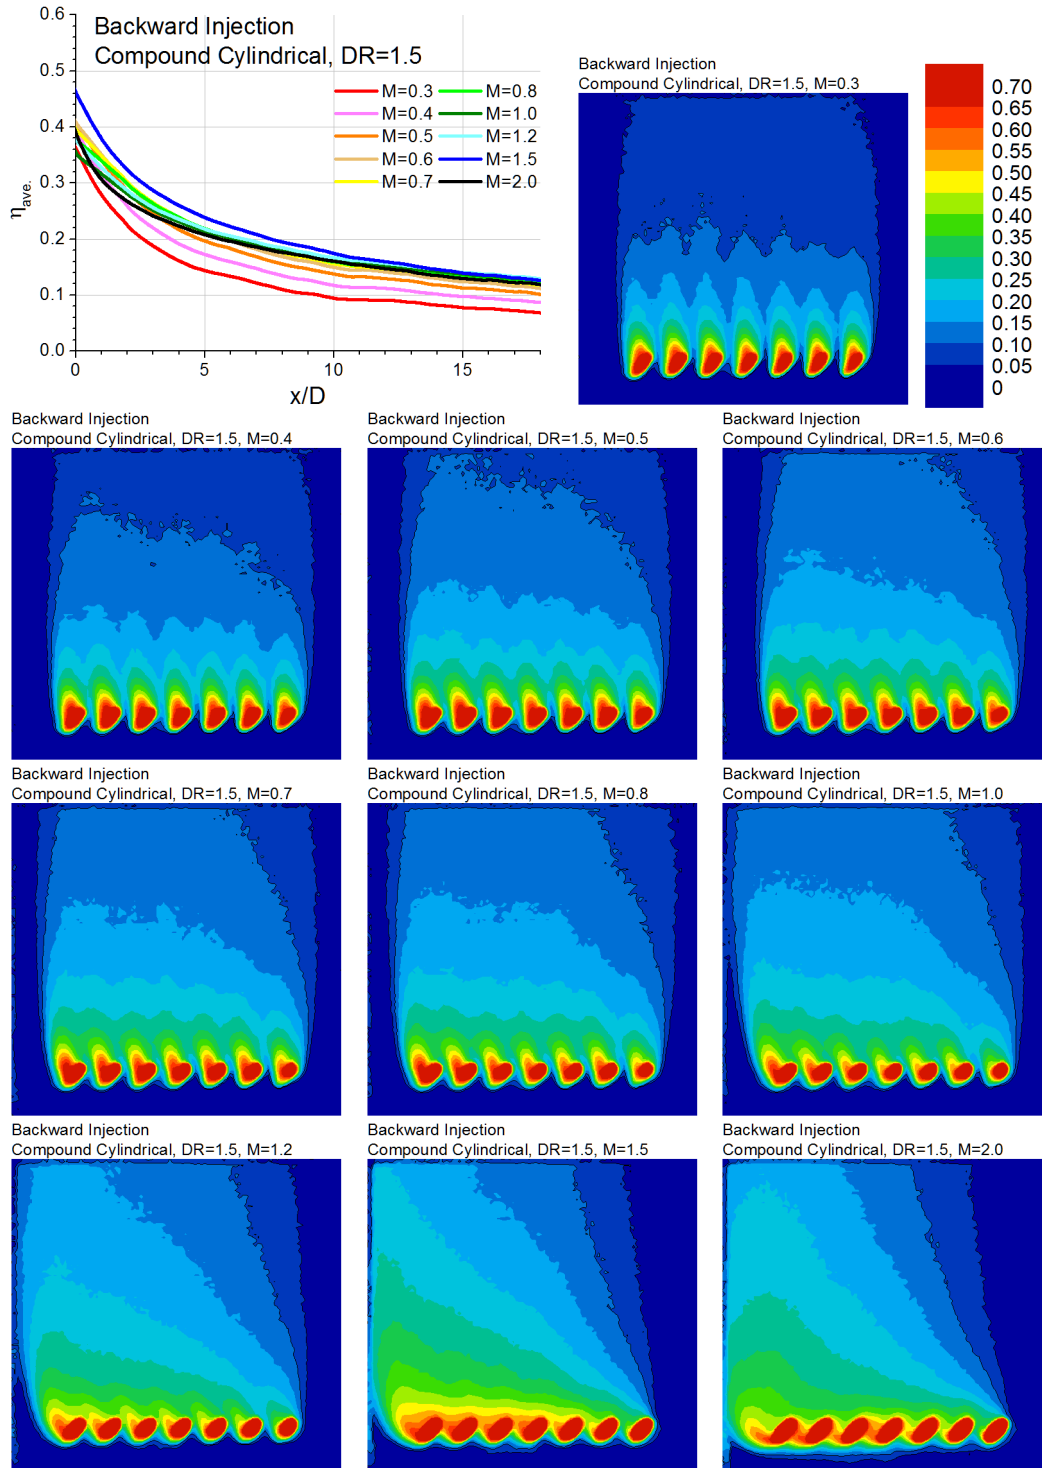 0.6
0.5
0.4
0.3
0.2
0.1
0.0
η_ave.
Backward Injection
Compound Cylindrical, DR=1.5
M=0.3 M=0.8
M=0.4 M=1.0
M=0.5 M=1.2
M=0.6 M=1.5
M=0.7 M=2.0
0 5 10 15
x/D
Backward Injection
Compound Cylindrical, DR=1.5, M=0.3
0.70
0.65
0.60
0.55
0.50
0.45
0.40
0.35
0.30
0.25
0.20
0.15
0.10
0.05
0
Backward Injection
Compound Cylindrical, DR=1.5, M=0.4
Backward Injection
Compound Cylindrical, DR=1.5, M=0.5
Backward Injection
Compound Cylindrical, DR=1.5, M=0.6
Backward Injection
Compound Cylindrical, DR=1.5, M=0.7
Backward Injection
Compound Cylindrical, DR=1.5, M=0.8
Backward Injection
Compound Cylindrical, DR=1.5, M=1.0
Backward Injection
Compound Cylindrical, DR=1.5, M=1.2
Backward Injection
Compound Cylindrical, DR=1.5, M=1.5
Backward Injection
Compound Cylindrical, DR=1.5, M=2.0